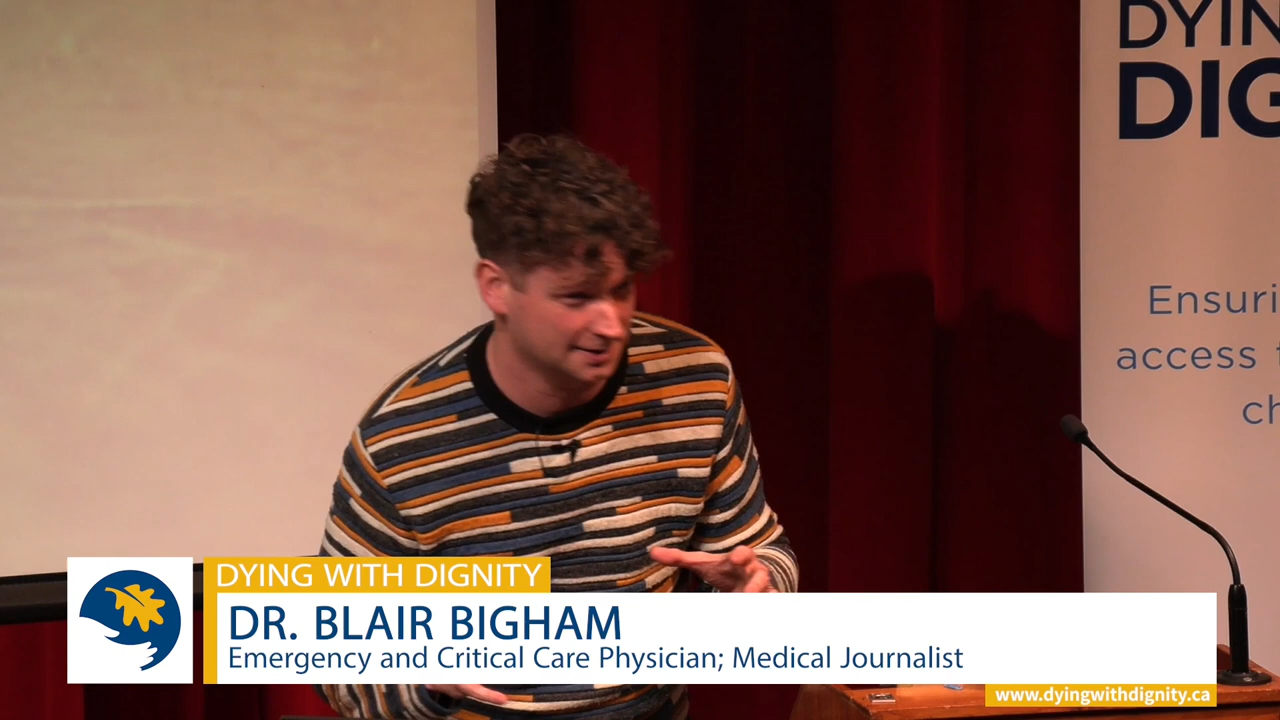 DYIN
DIG
Ensuri
access
ch
DYING WITH DIGNITY
DR. BLAIR BIGHAM
Emergency and Critical Care Physician; Medical Journalist
www.dyingwithdignity.ca